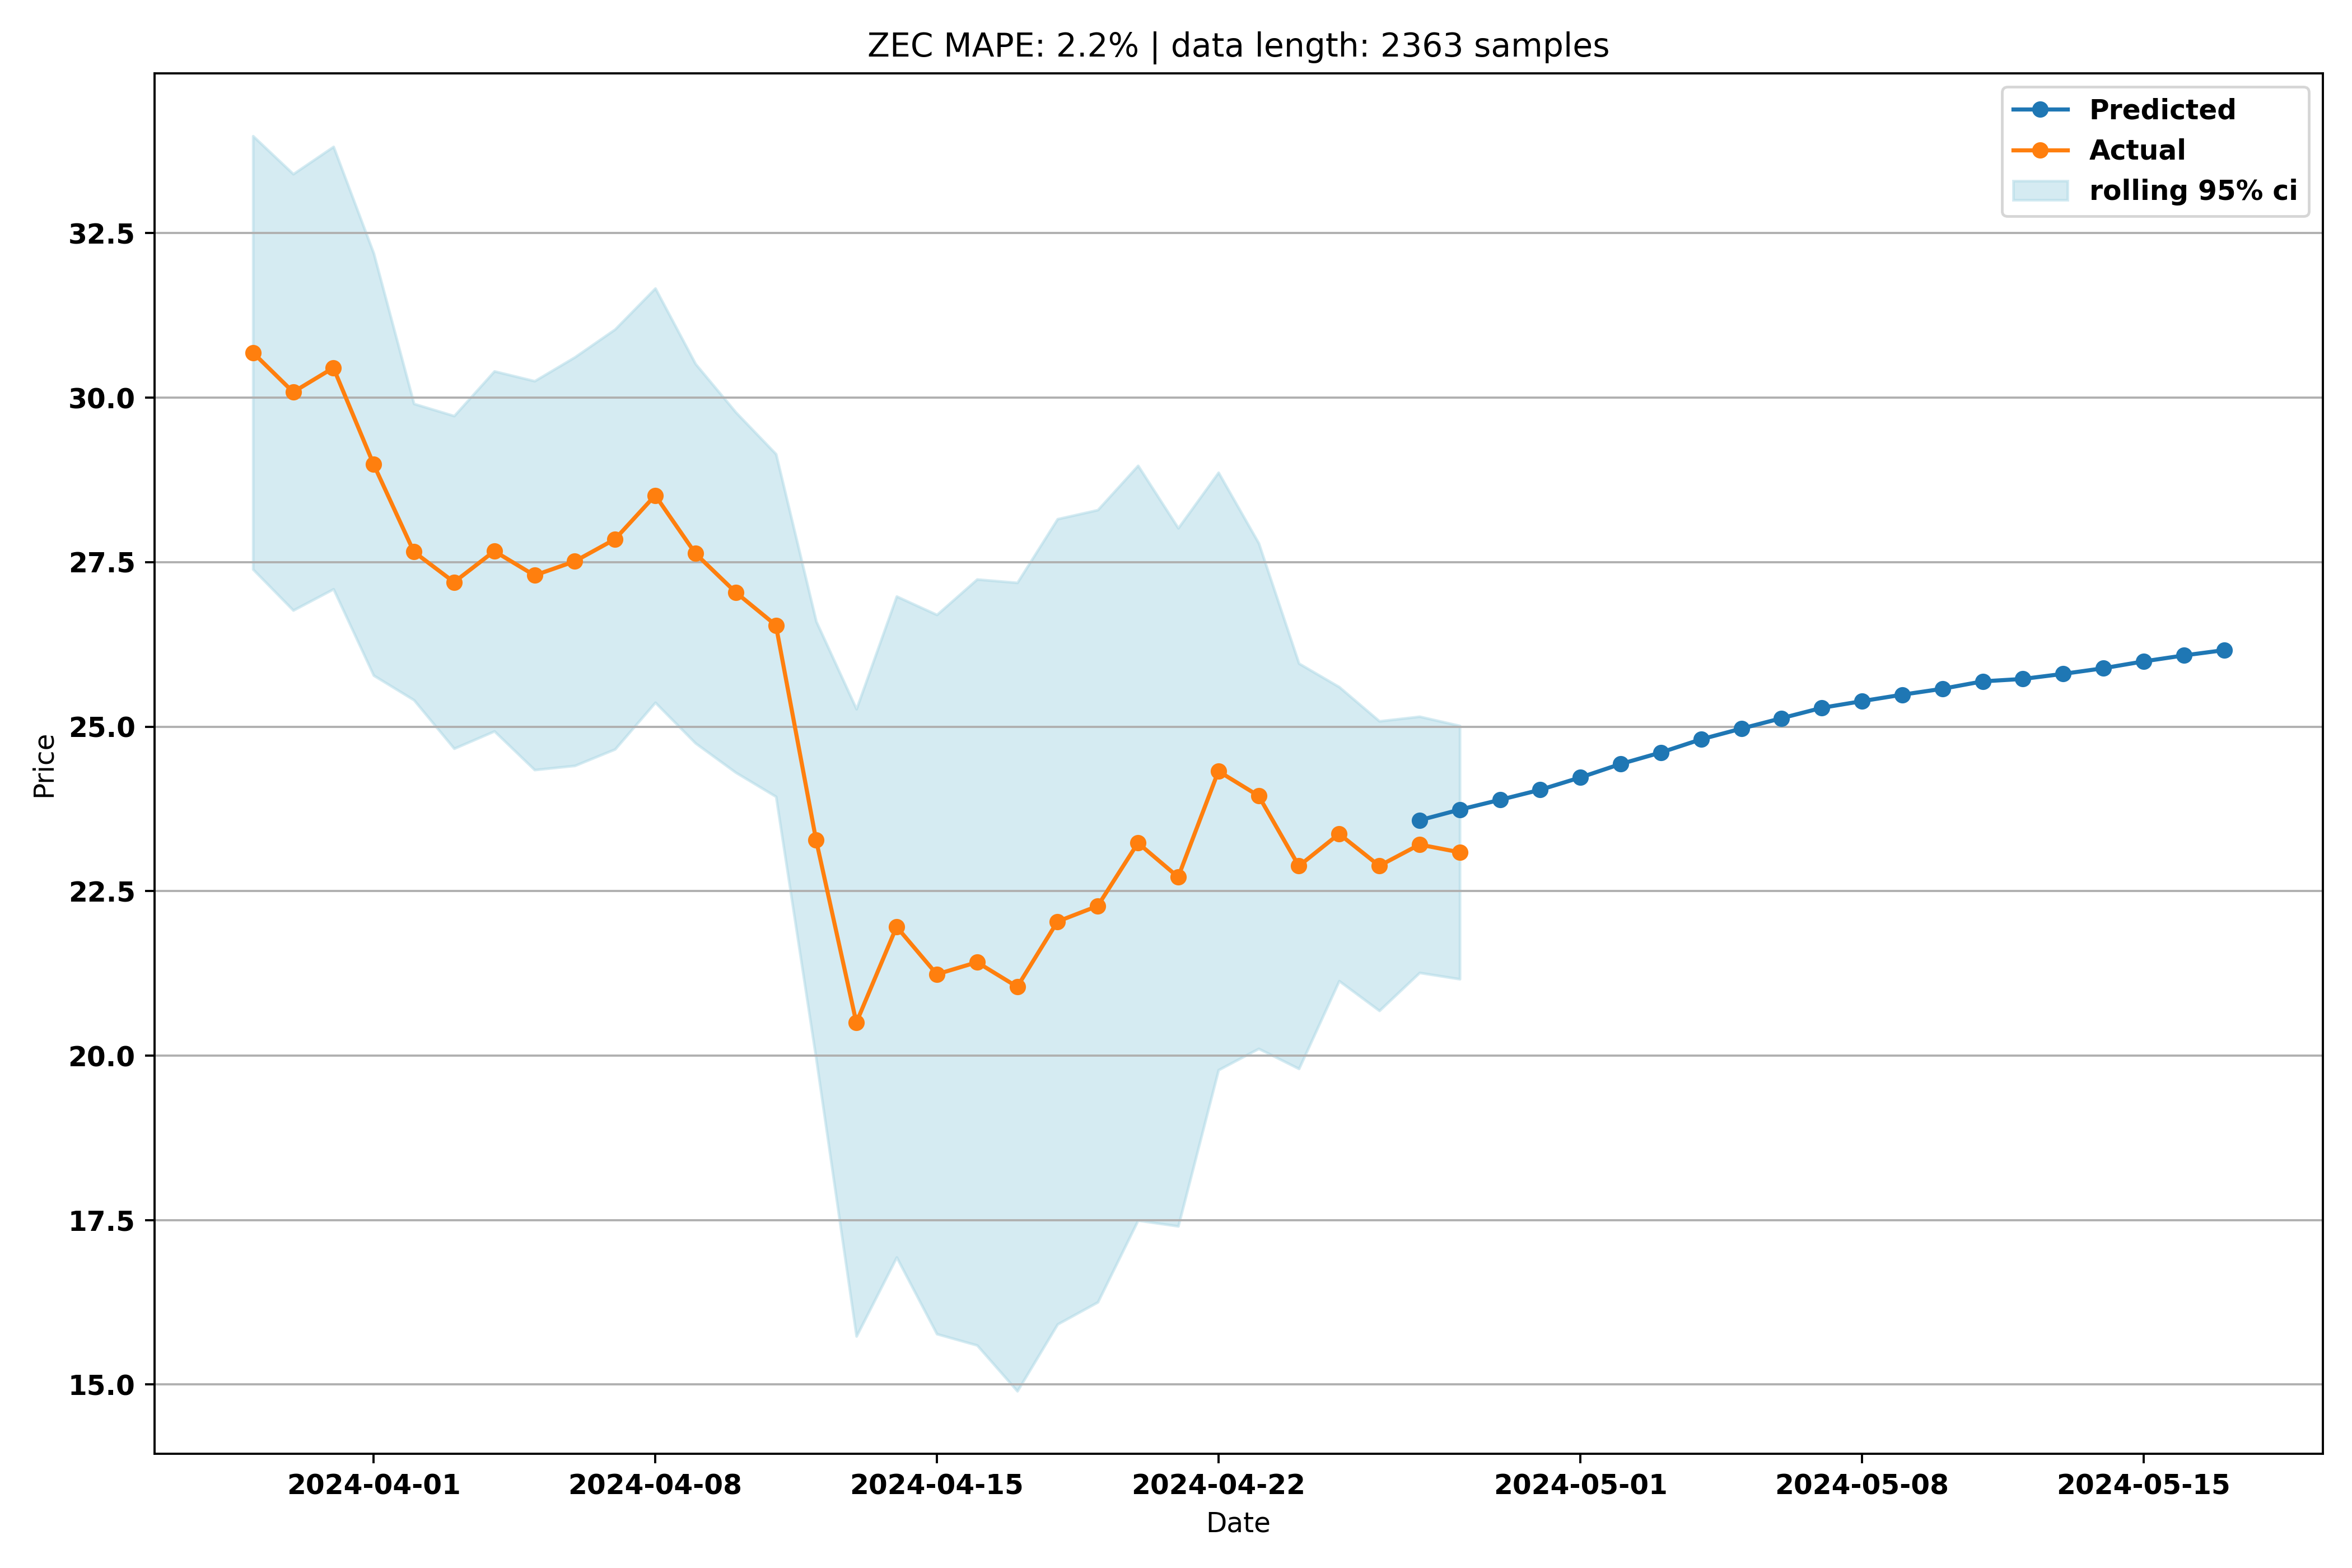 ZEC MAPE: 2.2% | data length: 2363 samples
Predicted
Actual
rolling 95% ci
Price
32.5
30.0
27.5
25.0
22.5
20.0
17.5
15.0
2024-04-01 2024-04-08 2024-04-15 2024-04-22 2024-05-01 2024-05-08 2024-05-15
Date